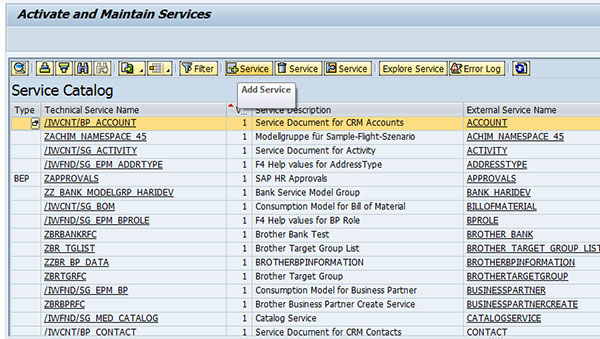 Activate and Maintain Services
Filter Service Service Service Explore Service Error Log
Add Service
Service Catalog
Type Technical Service Name V... Service Description External Service Name
/IWCNT/BP_ACCOUNT 1 Service Document for CRM Accounts ACCOUNT
ZACHIM_NAMESPACE_45 1 Modellgruppe für Sample-Flight-Szenario ACHIM_NAMESPACE_45
/IWCNT/SG_ACTIVITY 1 Service Document for Activity ACTIVITY
/IWFND/SG_EPM_ADDRTYPE 1 F4 Help values for AddressType ADDRESSTYPE
BEP ZAPPROVALS 1 SAP HR Approvals APPROVALS
ZZ_BANK_MODELGRP_HARIDEV 1 Bank Service Model Group BANK_HARIDEV
/IWFND/SG_BOM 1 Consumption Model for Bill of Material BILLOFMATERIAL
/IWFND/SG_EPM_BPROLE 1 F4 Help values for BP Role BPROLE
ZBRBANKRFC 1 Brother Bank Test BROTHER_BANK
ZBR_TGLIST 1 Brother Target Group List BROTHER_TARGET_GROUP_LIST
ZZBR_BP_DATA 1 BROTHERBPINFORMATION BROTHERBPINFORMATION
ZBRTGRFC 1 Brother Target Group BROTHERTARGETGROUP
/IWFND/SG_EPM_BP 1 Consumption Model for Business Partner BUSINESSPARTNER
ZBRBPRFC 1 Brother Business Partner Create Service BUSINESSPARTNERCREATE
/IWFND/SG_MED_CATALOG 1 Catalog Service CATALOGSERVICE
/IWCNT/BP_CONTACT 1 Service Document for CRM Contacts CONTACT